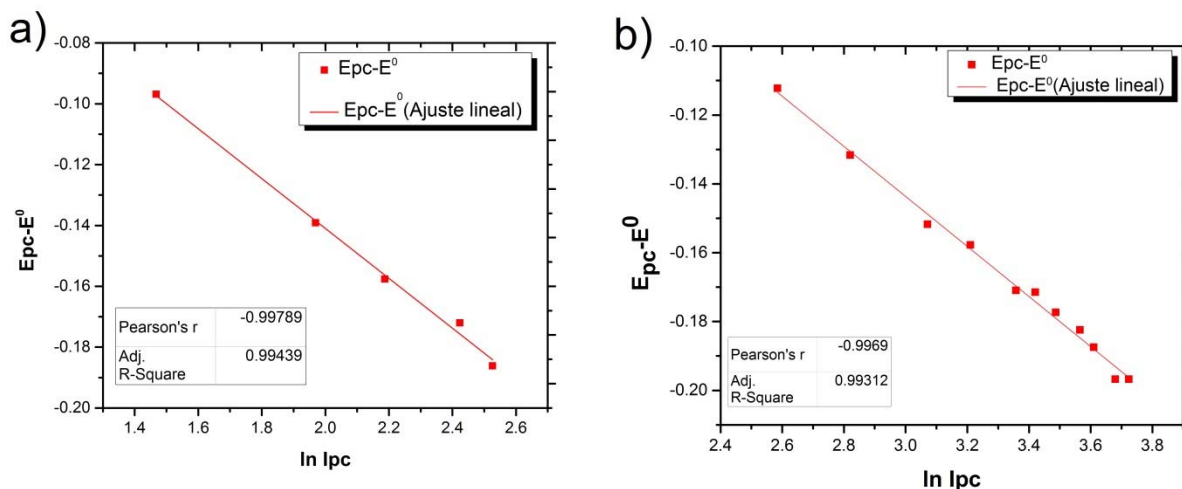 a)
Epc-E⁰
Epc-E⁰(Ajuste lineal)
-0.08
-0.10
-0.12
-0.14
-0.16
-0.18
-0.20
Epc-E⁰
Pearson's r -0.99789
Adj. 0.99439
R-Square
1.4 1.6 1.8 2.0 2.2 2.4 2.6
ln Ipc
b)
Epc-E⁰
Epc-E⁰(Ajuste lineal)
-0.10
-0.12
-0.14
-0.16
-0.18
-0.20
Epc-E⁰
Pearson's r -0.9969
Adj. 0.99312
R-Square
2.4 2.6 2.8 3.0 3.2 3.4 3.6 3.8
ln Ipc